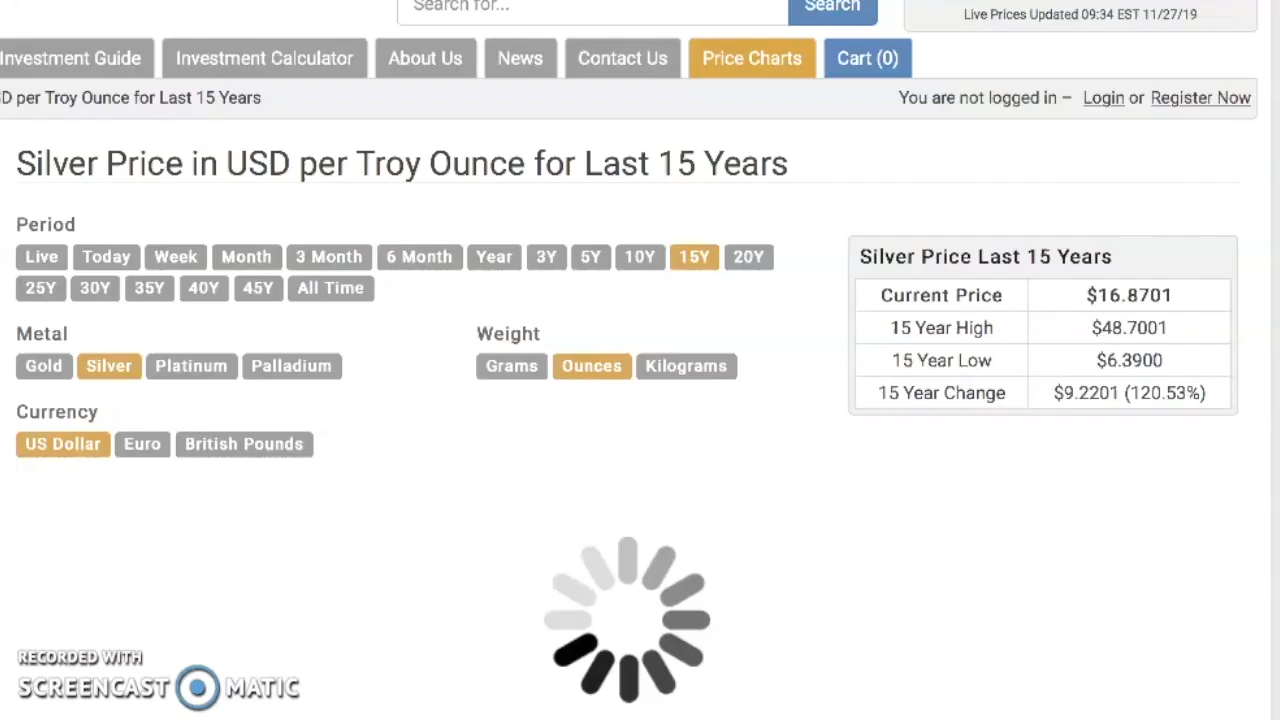 Search for...
Search
Live Prices Updated 09:34 EST 11/27/19
Investment Guide
Investment Calculator
About Us
News
Contact Us
Price Charts
Cart (0)
D per Troy Ounce for Last 15 Years
You are not logged in – Login or Register Now
Silver Price in USD per Troy Ounce for Last 15 Years
Period
Live Today Week Month 3 Month 6 Month Year 3Y 5Y 10Y 15Y 20Y
25Y 30Y 35Y 40Y 45Y All Time
Silver Price Last 15 Years
Current Price $16.8701
15 Year High $48.7001
15 Year Low $6.3900
15 Year Change $9.2201 (120.53%)
Metal
Gold Silver Platinum Palladium
Weight
Grams Ounces Kilograms
Currency
US Dollar Euro British Pounds
RECORDED WITH
SCREENCAST MATIC